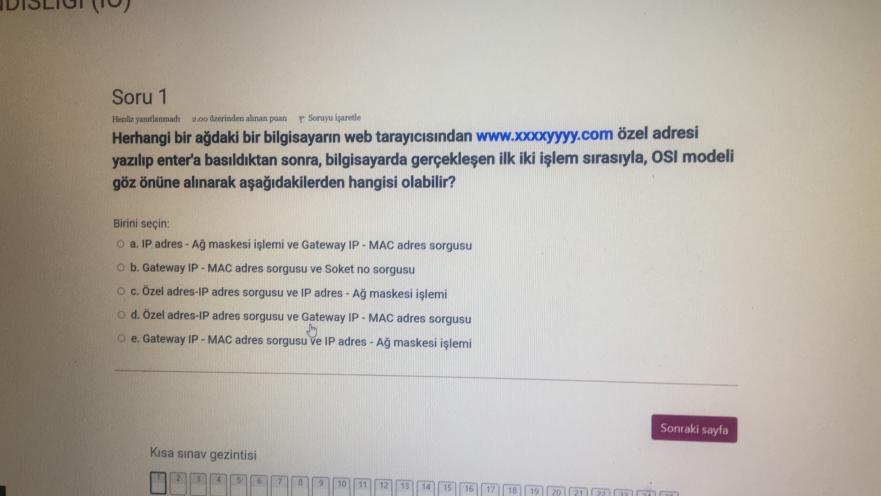 Soru 1
Henüz yanıtlanmadı 2.00 üzerinden alınan puan Soruyu işaretle
Herhangi bir ağdaki bir bilgisayarın web tarayıcısından www.xxxxyyyy.com özel adresi
yazılıp enter'a basıldıktan sonra, bilgisayarda gerçekleşen ilk iki işlem sırasıyla, OSI modeli
göz önüne alınarak aşağıdakilerden hangisi olabilir?
Birini seçin:
a. IP adres - Ağ maskesi işlemi ve Gateway IP - MAC adres sorgusu
b. Gateway IP - MAC adres sorgusu ve Soket no sorgusu
c. Özel adres-IP adres sorgusu ve IP adres - Ağ maskesi işlemi
d. Özel adres-IP adres sorgusu ve Gateway IP - MAC adres sorgusu
e. Gateway IP - MAC adres sorgusu ve IP adres - Ağ maskesi işlemi
Sonraki sayfa
Kısa sınav gezintisi
1 2 3 4 5 6 7 8 9 10 11 12 13 14 15 16 17 18 19 20 21 22